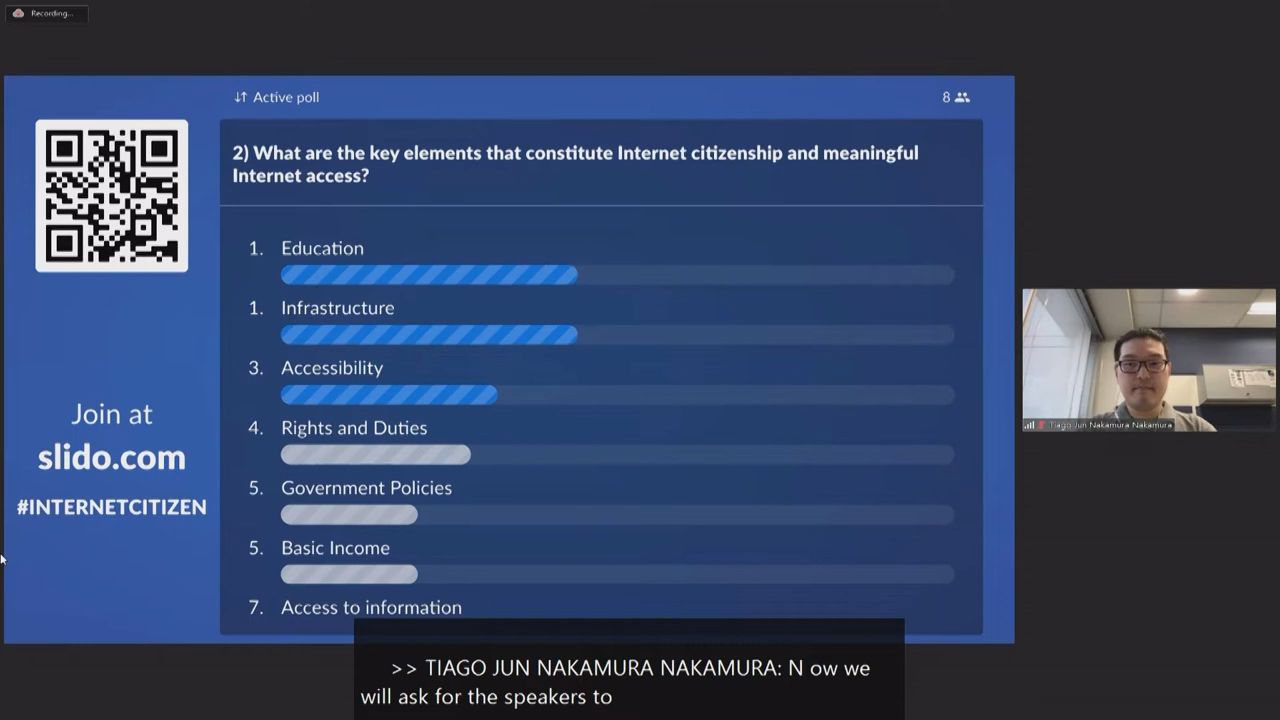 Recording...
Active poll
8
2) What are the key elements that constitute Internet citizenship and meaningful
Internet access?
1. Education
1. Infrastructure
3. Accessibility
4. Rights and Duties
5. Government Policies
5. Basic Income
7. Access to information
Join at
slido.com
#INTERNETCITIZEN
Tiago Jun Nakamura Nakamura
>> TIAGO JUN NAKAMURA NAKAMURA: N ow we
will ask for the speakers to